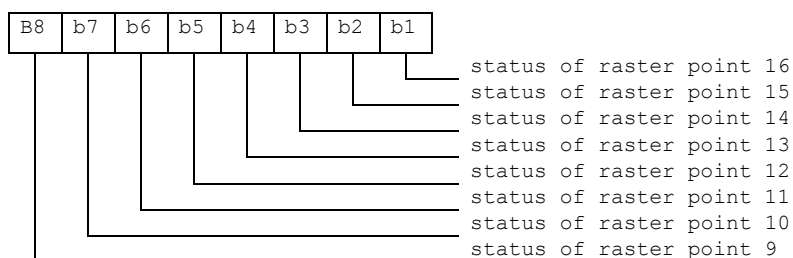 B8 b7 b6 b5 b4 b3 b2 b1
status of raster point 16
status of raster point 15
status of raster point 14
status of raster point 13
status of raster point 12
status of raster point 11
status of raster point 10
status of raster point 9